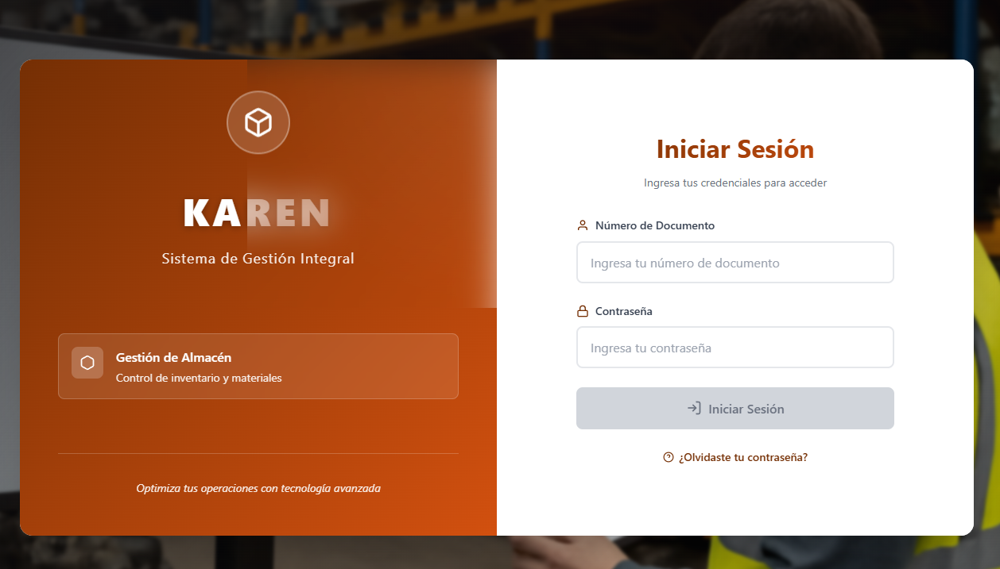 KAREN
Sistema de Gestión Integral
Gestión de Almacén
Control de inventario y materiales
Optimiza tus operaciones con tecnología avanzada
Iniciar Sesión
Ingresa tus credenciales para acceder
Número de Documento
Ingresa tu número de documento
Contraseña
Ingresa tu contraseña
Iniciar Sesión
¿Olvidaste tu contraseña?